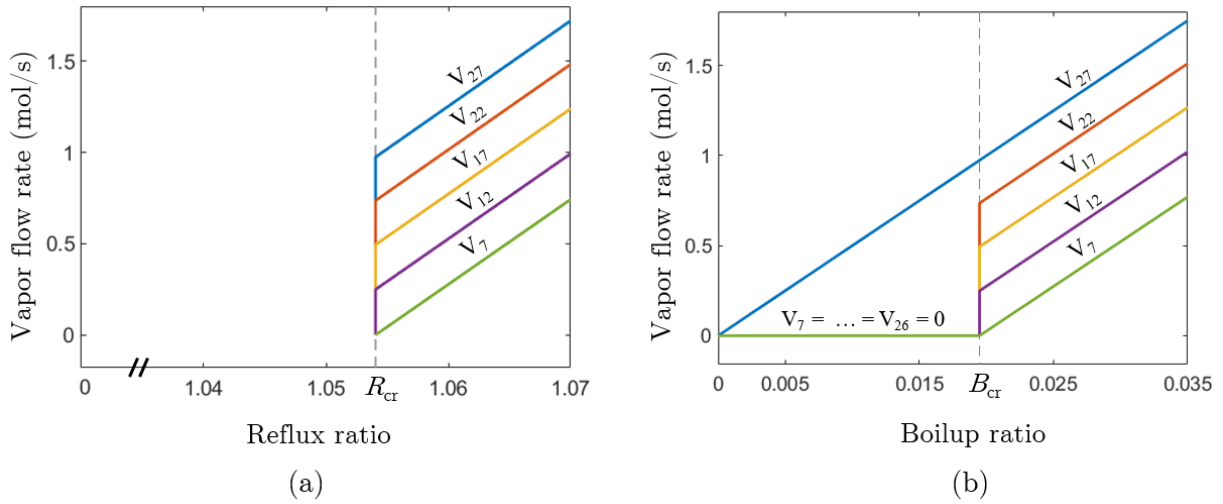 Vapor flow rate (mol/s)
1.5
1
0.5
0
V27
V22
V17
V12
V7
0 1.04 1.05 Rcr 1.06 1.07
Reflux ratio
(a)
Vapor flow rate (mol/s)
1.5
1
0.5
0
V27
V22
V17
V12
V7
V7 = … = V26 = 0
0 0.005 0.015 Bcr 0.025 0.035
Boilup ratio
(b)